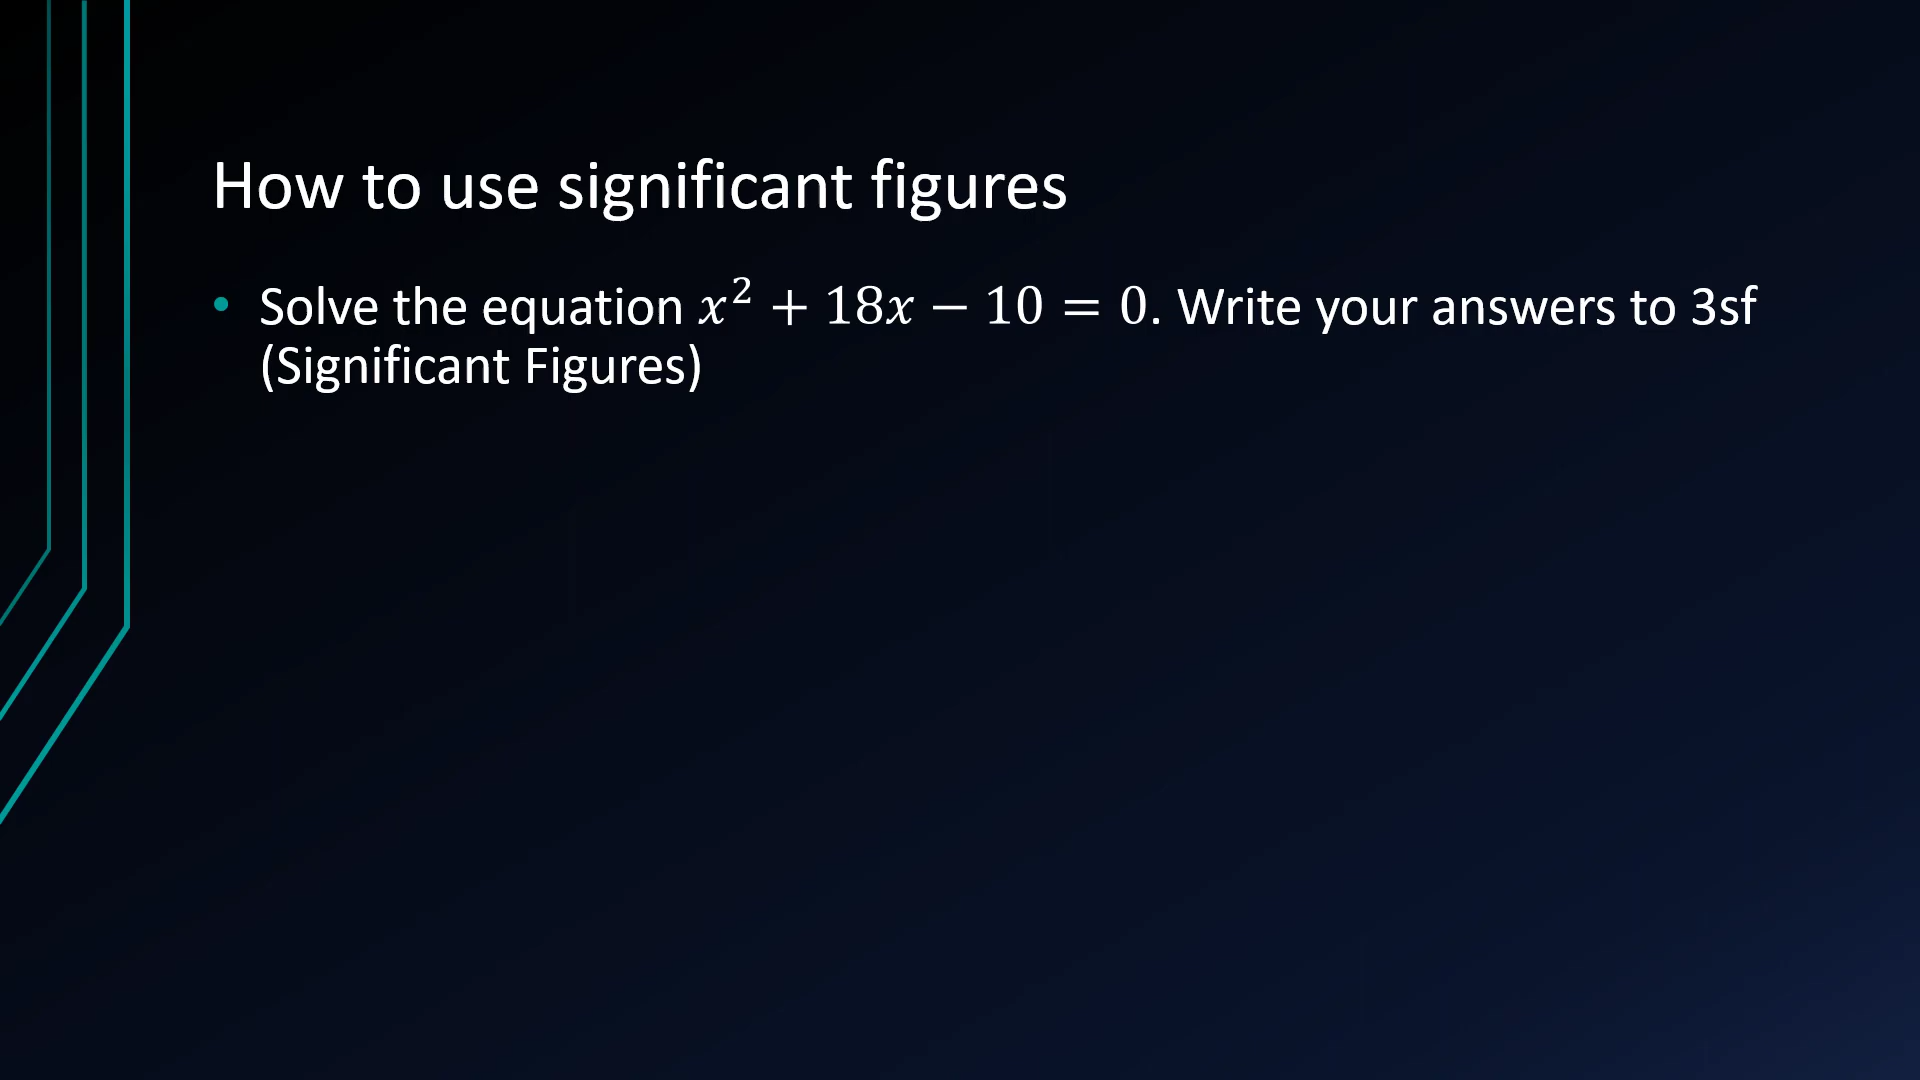 How to use significant figures
• Solve the equation 𝑥² + 18𝑥 − 10 = 0. Write your answers to 3sf
(Significant Figures)